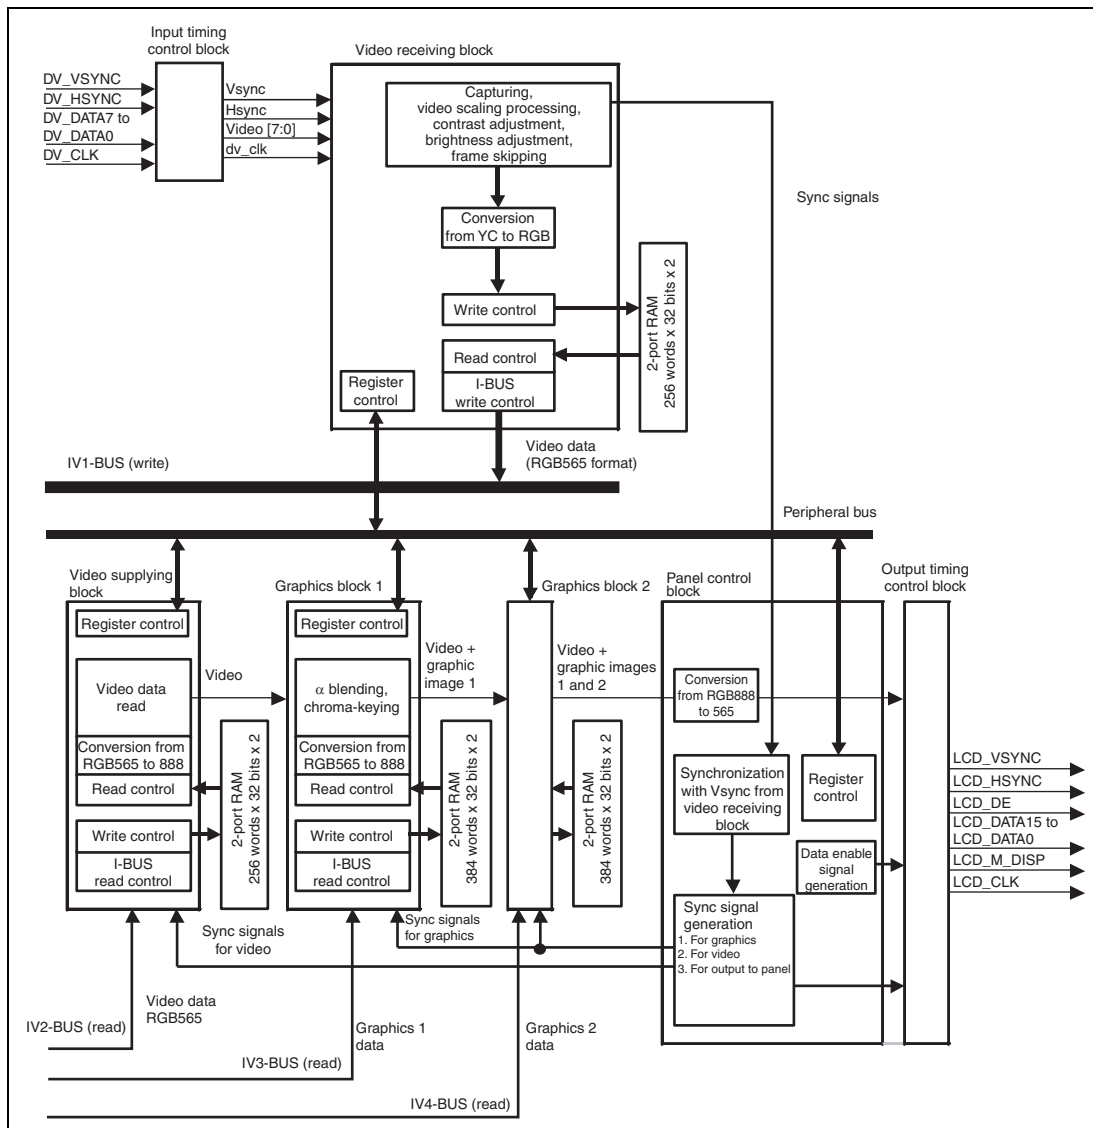 Input timing
control block
Video receiving block
DV_VSYNC
DV_HSYNC
DV_DATA7 to
DV_DATA0
DV_CLK
Vsync
Hsync
Video [7:0]
dv_clk
Capturing,
video scaling processing,
contrast adjustment,
brightness adjustment,
frame skipping
Sync signals
Conversion
from YC to RGB
Write control
Read control
I-BUS
write control
2-port RAM
256 words x 32 bits x 2
Register
control
IV1-BUS (write)
Video data
(RGB565 format)
Peripheral bus
Video supplying
block
Register control
Video data
read
Conversion from
RGB565 to 888
Read control
Write control
I-BUS
read control
Video
2-port RAM
256 words x 32 bits x 2
Graphics block 1
Register control
α blending,
chroma-keying
Conversion from
RGB565 to 888
Read control
Write control
I-BUS
read control
Video +
graphic
image 1
2-port RAM
384 words x 32 bits x 2
Graphics block 2
Video +
graphic images
1 and 2
2-port RAM
384 words x 32 bits x 2
Panel control
block
Conversion
from RGB888
to 565
Synchronization
with Vsync from
video receiving
block
Register
control
Data enable
signal
generation
Sync signal
generation
1. For graphics
2. For video
3. For output to panel
Output timing
control block
LCD_VSYNC
LCD_HSYNC
LCD_DE
LCD_DATA15 to
LCD_DATA0
LCD_M_DISP
LCD_CLK
Sync signals
for video
Sync signals
for graphics
Video data
RGB565
IV2-BUS (read)
Graphics 1
data
IV3-BUS (read)
Graphics 2
data
IV4-BUS (read)